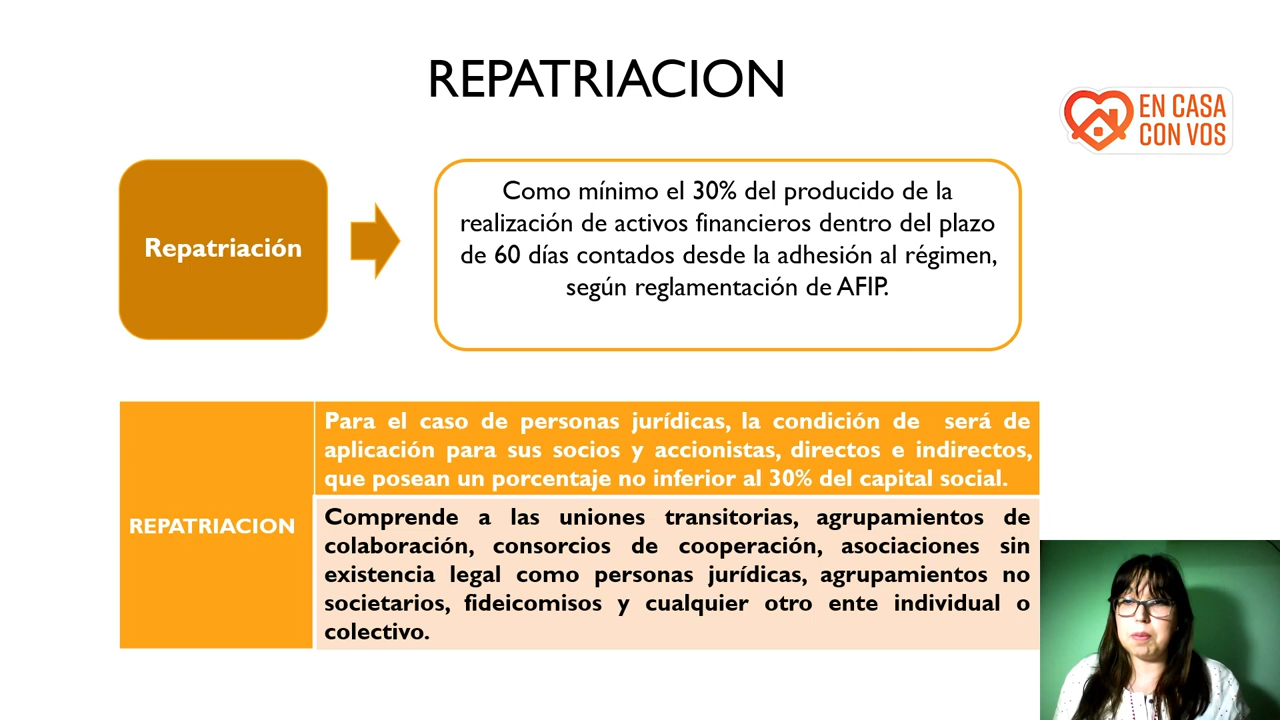 REPATRIACION
EN CASA
CON VOS
Repatriación
Como mínimo el 30% del producido de la
realización de activos financieros dentro del plazo
de 60 días contados desde la adhesión al régimen,
según reglamentación de AFIP.
REPATRIACION
Para el caso de personas jurídicas, la condición de será de
aplicación para sus socios y accionistas, directos e indirectos,
que posean un porcentaje no inferior al 30% del capital social.
Comprende a las uniones transitorias, agrupamientos de
colaboración, consorcios de cooperación, asociaciones sin
existencia legal como personas jurídicas, agrupamientos no
societarios, fideicomisos y cualquier otro ente individual o
colectivo.